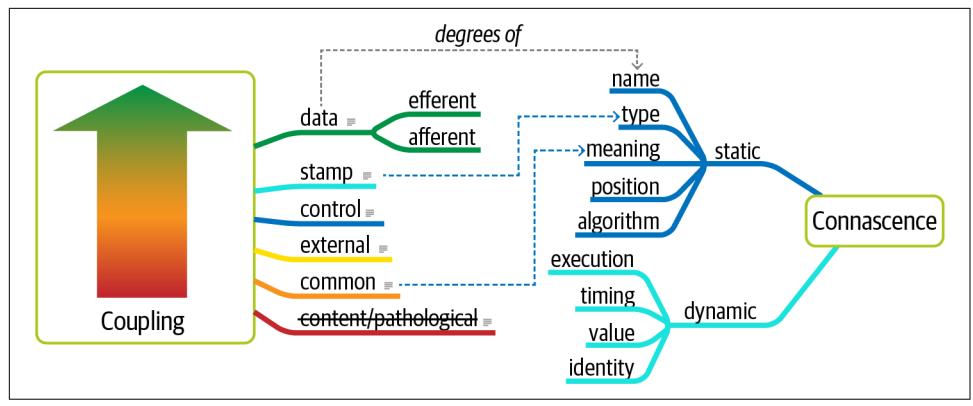 degrees of
Coupling
data
efferent
afferent
stamp
control
external
common
content/pathological
name
type
meaning
position
algorithm
static
execution
timing
value
identity
dynamic
Connascence